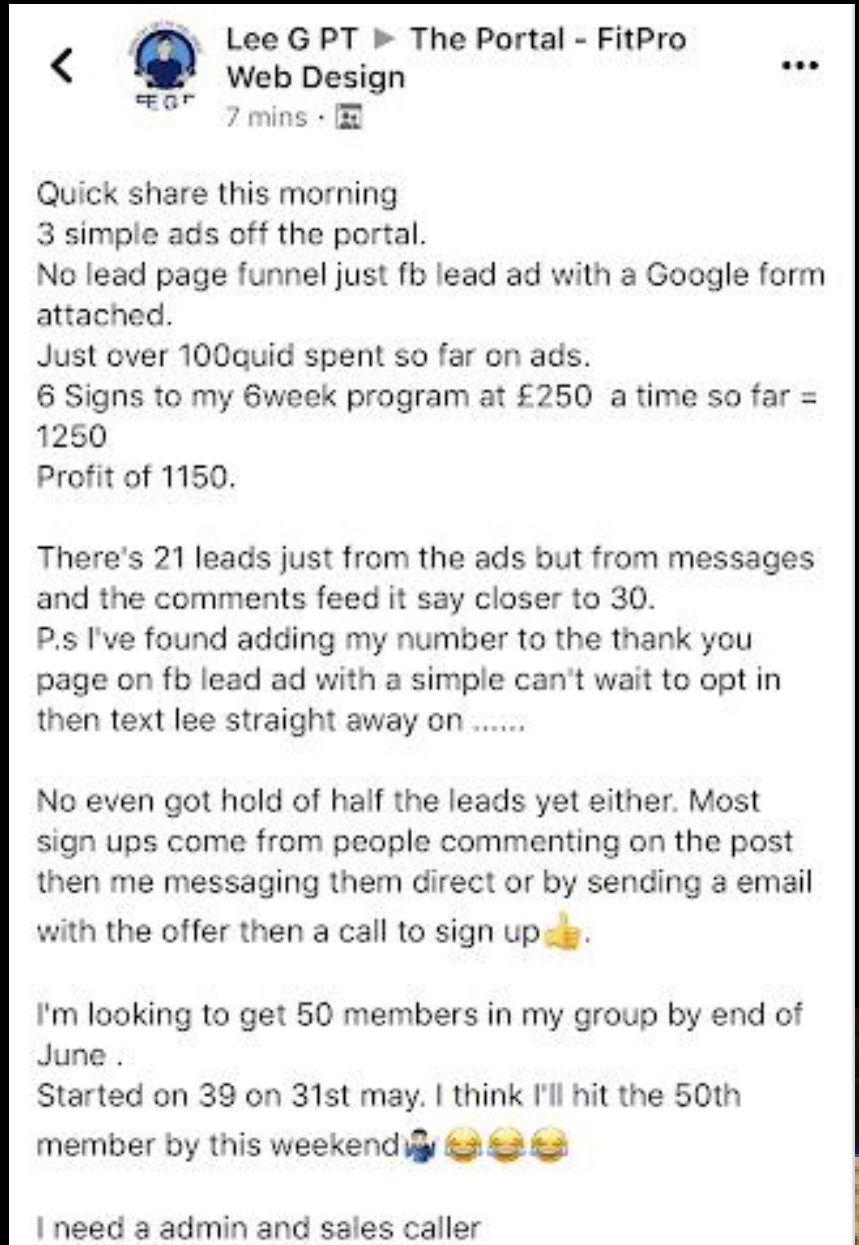 Lee G PT ▶ The Portal - FitPro
Web Design
7 mins ·
Quick share this morning
3 simple ads off the portal.
No lead page funnel just fb lead ad with a Google form
attached.
Just over 100quid spent so far on ads.
6 Signs to my 6week program at £250 a time so far =
1250
Profit of 1150.
There's 21 leads just from the ads but from messages
and the comments feed it say closer to 30.
P.s I've found adding my number to the thank you
page on fb lead ad with a simple can't wait to opt in
then text lee straight away on ......
No even got hold of half the leads yet either. Most
sign ups come from people commenting on the post
then me messaging them direct or by sending a email
with the offer then a call to sign up👍.
I'm looking to get 50 members in my group by end of
June .
Started on 39 on 31st may. I think I'll hit the 50th
member by this weekend🤷‍♂️😂😂😂
I need a admin and sales caller